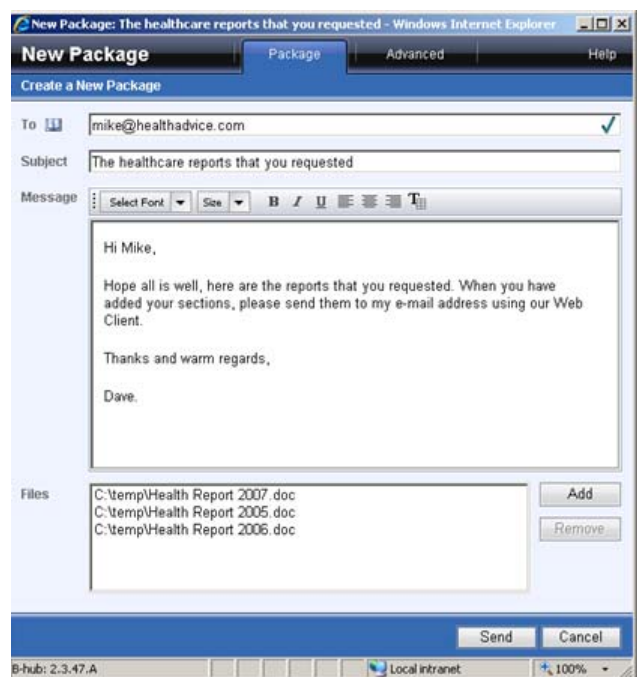 New Package: The healthcare reports that you requested - Windows Internet Explorer
New Package Package Advanced Help
Create a New Package
To mike@healthadvice.com
Subject The healthcare reports that you requested
Message Select Font Size B I U T
Hi Mike,
Hope all is well, here are the reports that you requested. When you have
added your sections, please send them to my e-mail address using our Web
Client.
Thanks and warm regards,
Dave.
Files C:\temp\Health Report 2007.doc Add
C:\temp\Health Report 2005.doc
C:\temp\Health Report 2006.doc Remove
Send Cancel
B-hub: 2.3.47.A Local intranet 100%